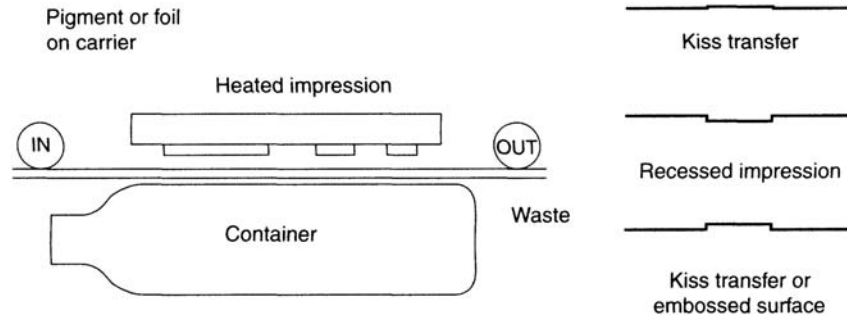 Pigment or foil
on carrier
Heated impression
IN
OUT
Container
Waste
Kiss transfer
Recessed impression
Kiss transfer or
embossed surface